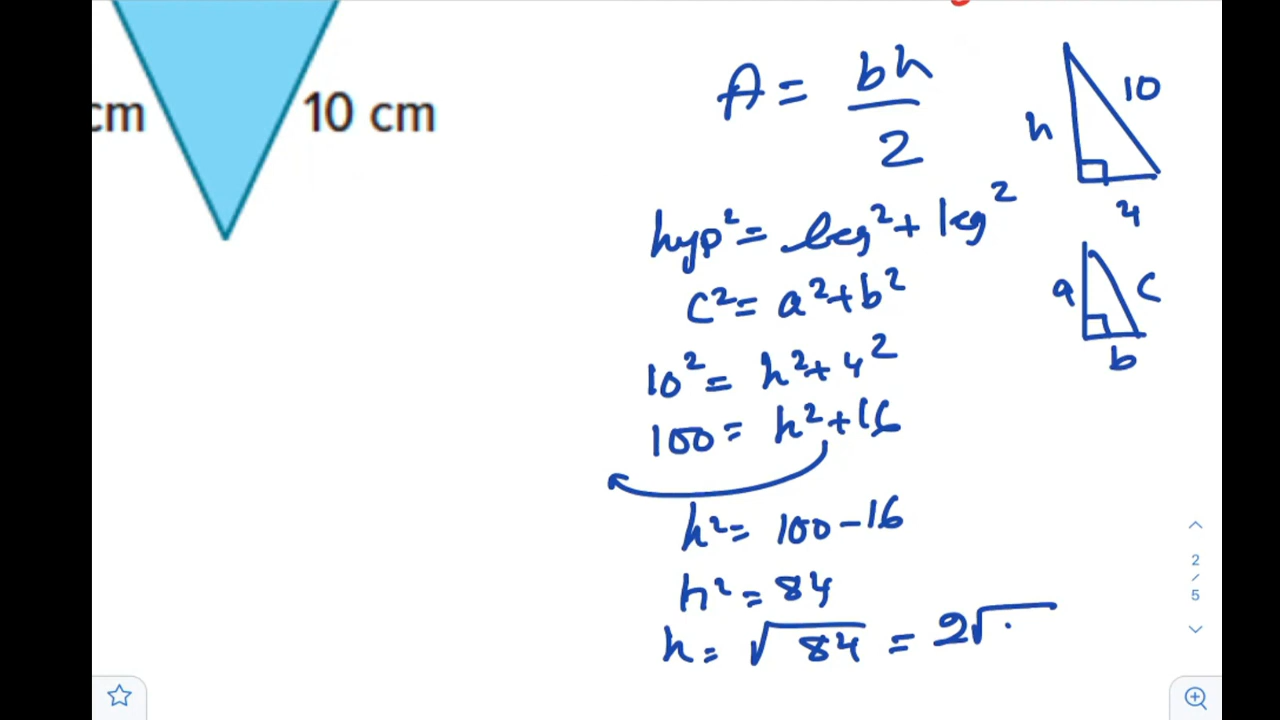 cm
10 cm
A = bh/2
h
10
4
hyp² = leg² + leg²
c² = a² + b²
a
c
b
10² = h² + 4²
100 = h² + 16
h² = 100 - 16
h² = 84
h = √84 = 2√
2
/
5